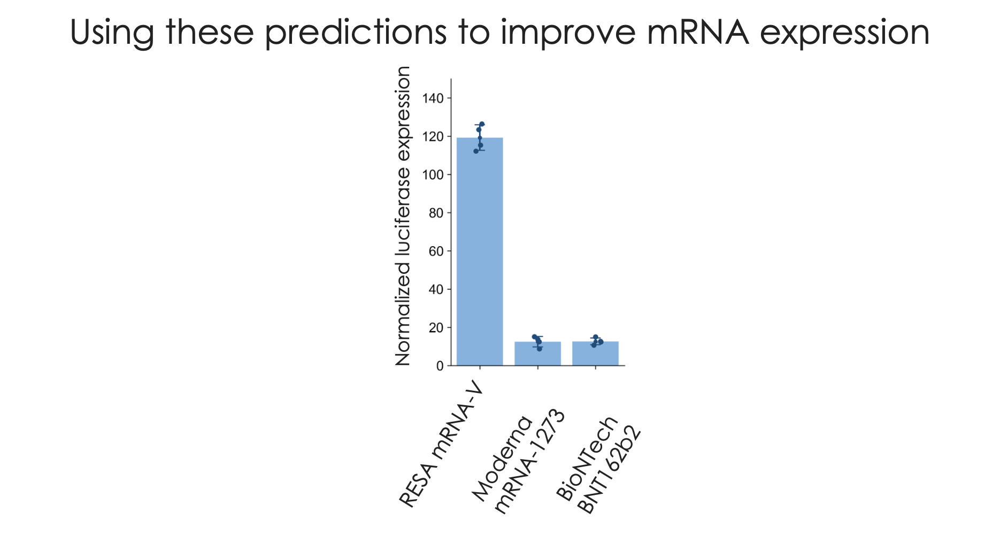 Using these predictions to improve mRNA expression
Normalized luciferase expression
140
120
100
80
60
40
20
0
RESA mRNA-V
Moderna
mRNA-1273
BioNTech
BNT162b2